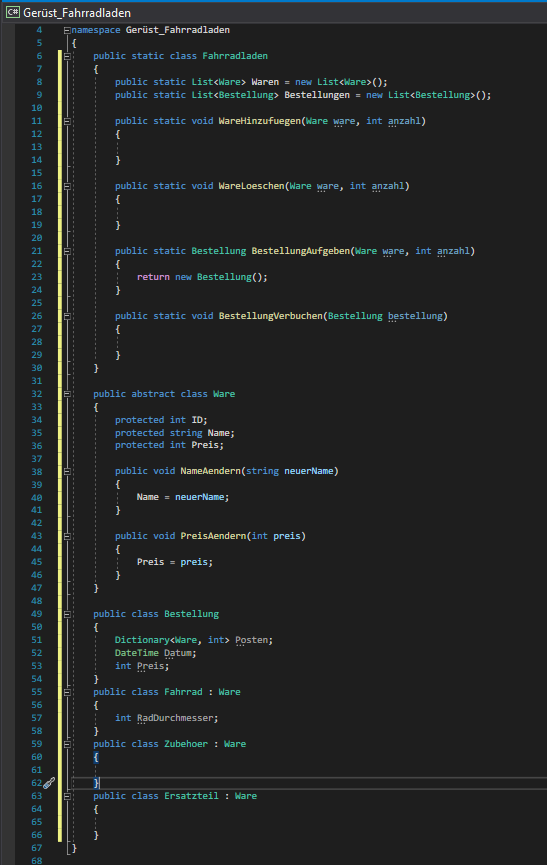 C# Gerüst_Fahrradladen
4 namespace Gerüst_Fahrradladen
5 {
6 public static class Fahrradladen
7 {
8 public static List<Ware> Waren = new List<Ware>();
9 public static List<Bestellung> Bestellungen = new List<Bestellung>();
10
11 public static void WareHinzufuegen(Ware ware, int anzahl)
12 {
13
14 }
15
16 public static void WareLoeschen(Ware ware, int anzahl)
17 {
18
19 }
20
21 public static Bestellung BestellungAufgeben(Ware ware, int anzahl)
22 {
23 return new Bestellung();
24 }
25
26 public static void BestellungVerbuchen(Bestellung bestellung)
27 {
28
29 }
30 }
31
32 public abstract class Ware
33 {
34 protected int ID;
35 protected string Name;
36 protected int Preis;
37
38 public void NameAendern(string neuerName)
39 {
40 Name = neuerName;
41 }
42
43 public void PreisAendern(int preis)
44 {
45 Preis = preis;
46 }
47 }
48
49 public class Bestellung
50 {
51 Dictionary<Ware, int> Posten;
52 DateTime Datum;
53 int Preis;
54 }
55 public class Fahrrad : Ware
56 {
57 int RadDurchmesser;
58 }
59 public class Zubehoer : Ware
60 {
61
62 }
63 public class Ersatzteil : Ware
64 {
65
66 }
67 }
68